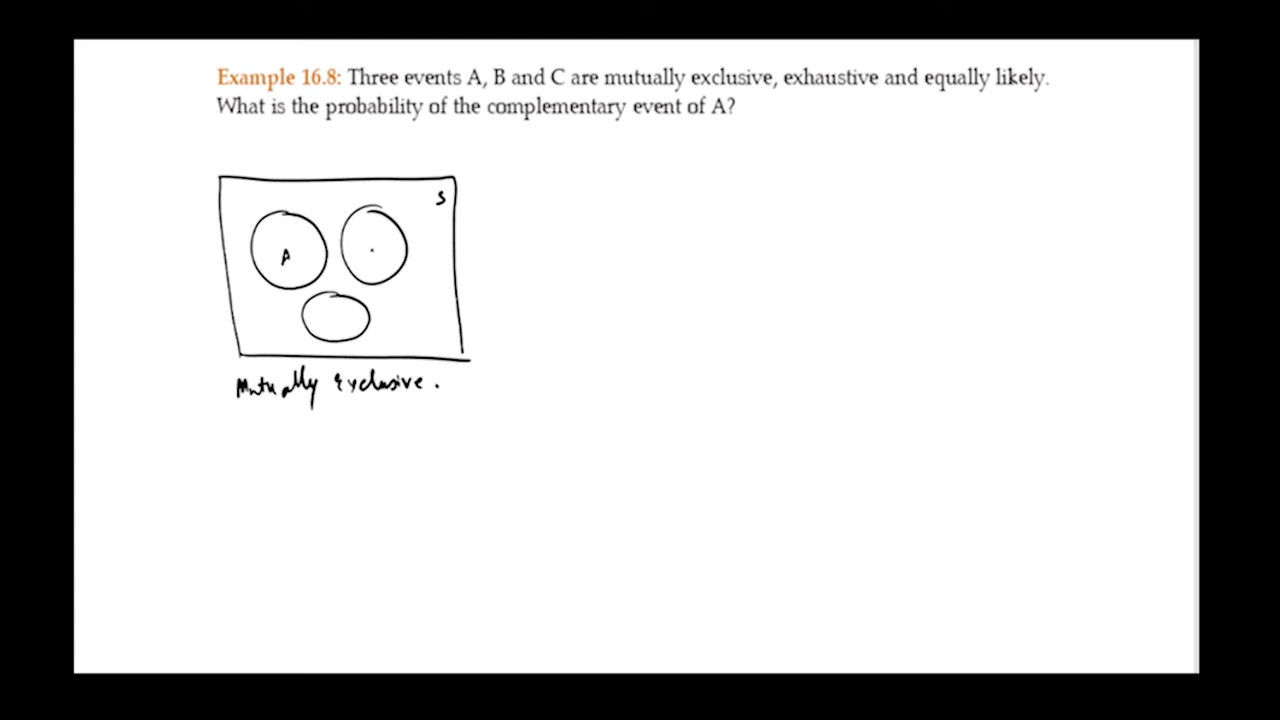 Example 16.8: Three events A, B and C are mutually exclusive, exhaustive and equally likely.
What is the probability of the complementary event of A?
S
A
Mutually exclusive.